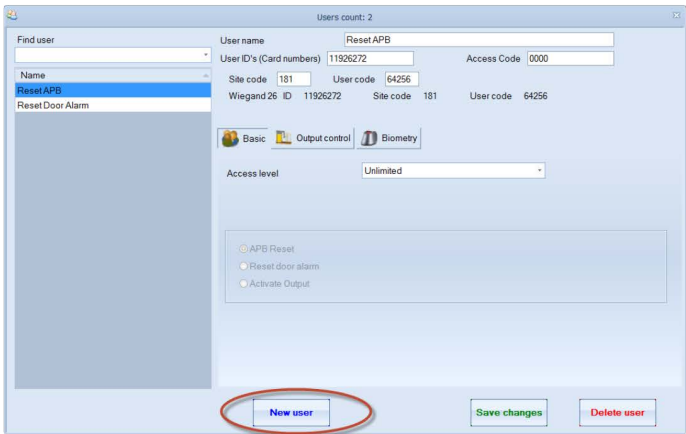 Users count: 2
Find user
Name
Reset APB
Reset Door Alarm
User name Reset APB
User ID's (Card numbers) 11926272 Access Code 0000
Site code 181 User code 64256
Wiegand 26 ID 11926272 Site code 181 User code 64256
Basic Output control Biometry
Access level Unlimited
APB Reset
Reset door alarm
Activate Output
New user Save changes Delete user